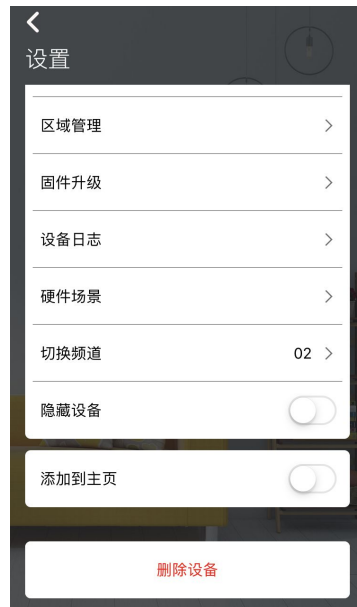 设置
区域管理
固件升级
设备日志
硬件场景
切换频道 02
隐藏设备
添加到主页
删除设备